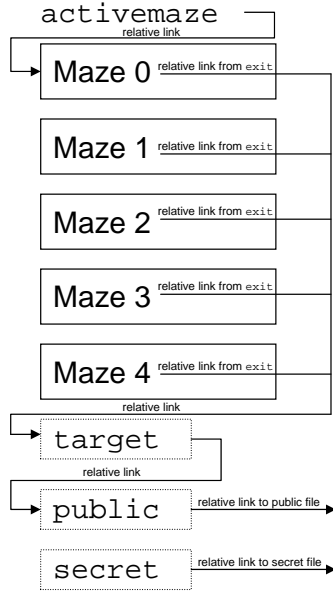 activemaze
relative link
Maze 0 relative link from exit
Maze 1 relative link from exit
Maze 2 relative link from exit
Maze 3 relative link from exit
Maze 4 relative link from exit
relative link
target
relative link
public relative link to public file
secret relative link to secret file